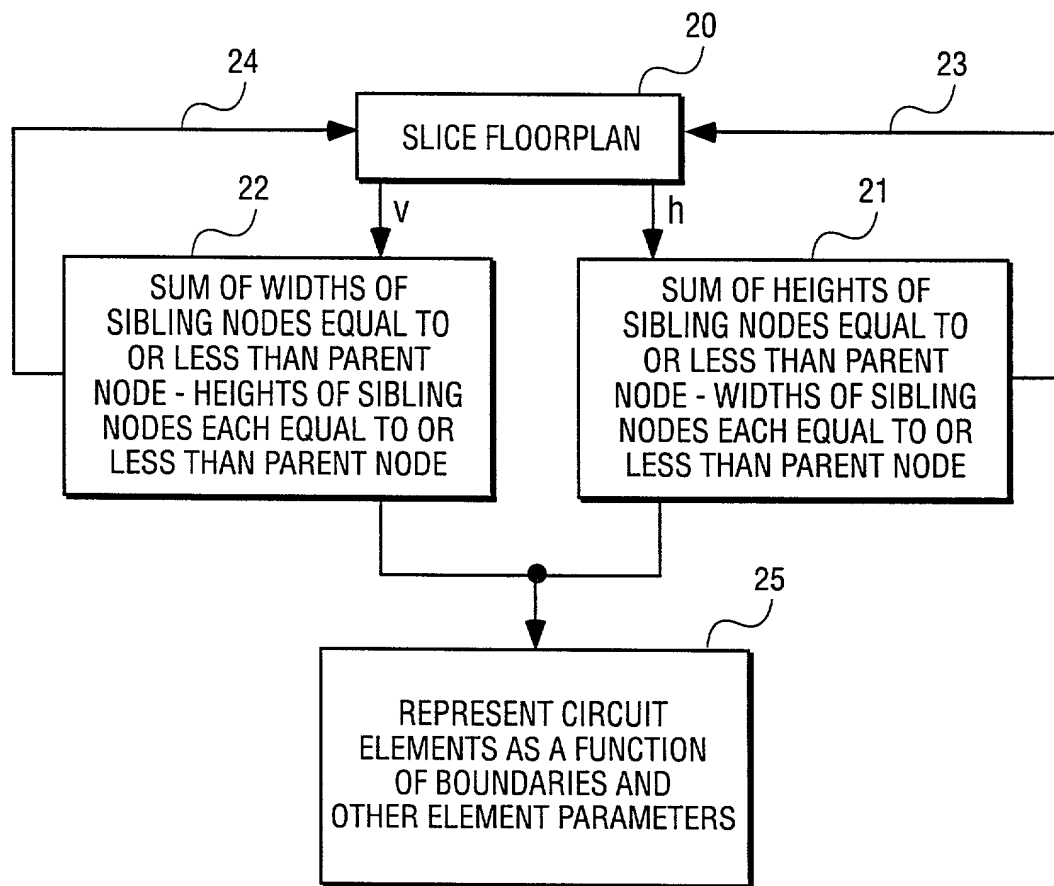 20
24
23
SLICE FLOORPLAN
22
v
h
21
SUM OF WIDTHS OF
SIBLING NODES EQUAL TO
OR LESS THAN PARENT
NODE - HEIGHTS OF SIBLING
NODES EACH EQUAL TO OR
LESS THAN PARENT NODE
SUM OF HEIGHTS OF
SIBLING NODES EQUAL TO
OR LESS THAN PARENT
NODE - WIDTHS OF SIBLING
NODES EACH EQUAL TO OR
LESS THAN PARENT NODE
25
REPRESENT CIRCUIT
ELEMENTS AS A FUNCTION
OF BOUNDARIES AND
OTHER ELEMENT PARAMETERS